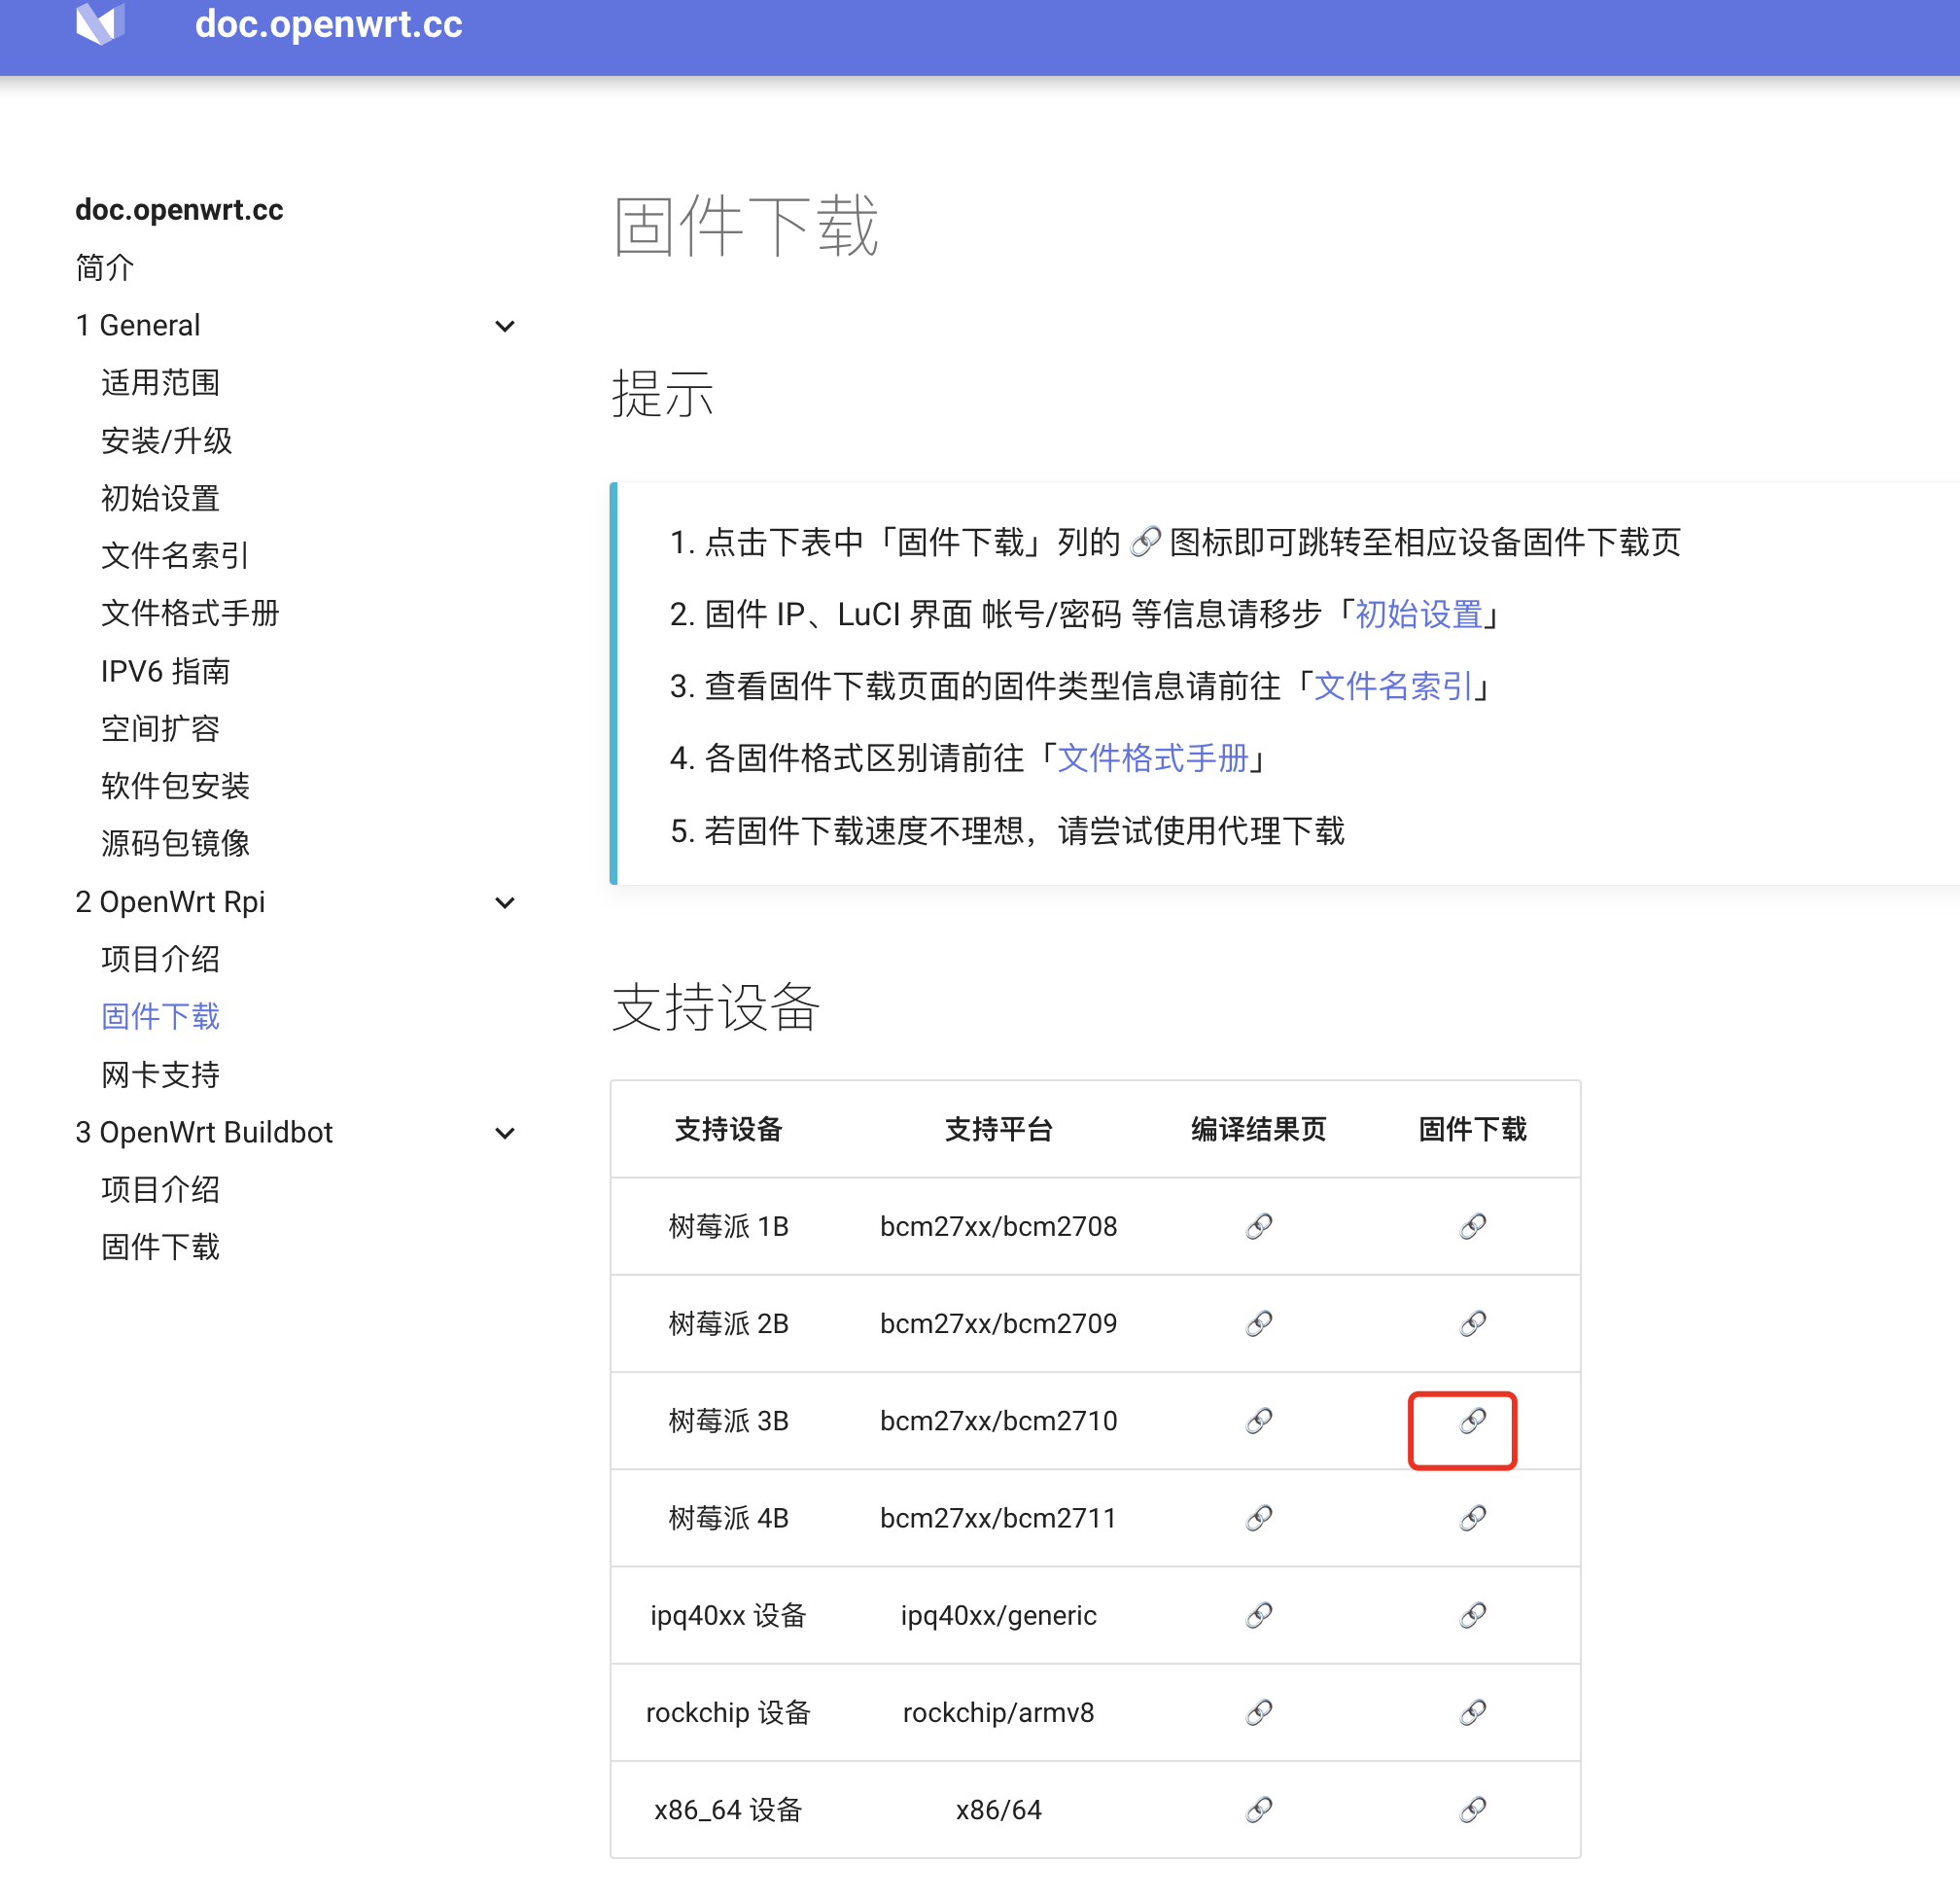 doc.openwrt.cc
doc.openwrt.cc
简介
1 General
适用范围
安装/升级
初始设置
文件名索引
文件格式手册
IPV6 指南
空间扩容
软件包安装
源码包镜像
2 OpenWrt Rpi
项目介绍
固件下载
网卡支持
3 OpenWrt Buildbot
项目介绍
固件下载
固件下载
提示
1. 点击下表中「固件下载」列的 🔗 图标即可跳转至相应设备固件下载页
2. 固件 IP、LuCI 界面 帐号/密码 等信息请移步「初始设置」
3. 查看固件下载页面的固件类型信息请前往「文件名索引」
4. 各固件格式区别请前往「文件格式手册」
5. 若固件下载速度不理想，请尝试使用代理下载
支持设备
支持设备 支持平台 编译结果页 固件下载
树莓派 1B bcm27xx/bcm2708 🔗 🔗
树莓派 2B bcm27xx/bcm2709 🔗 🔗
树莓派 3B bcm27xx/bcm2710 🔗 🔗
树莓派 4B bcm27xx/bcm2711 🔗 🔗
ipq40xx 设备 ipq40xx/generic 🔗 🔗
rockchip 设备 rockchip/armv8 🔗 🔗
x86_64 设备 x86/64 🔗 🔗